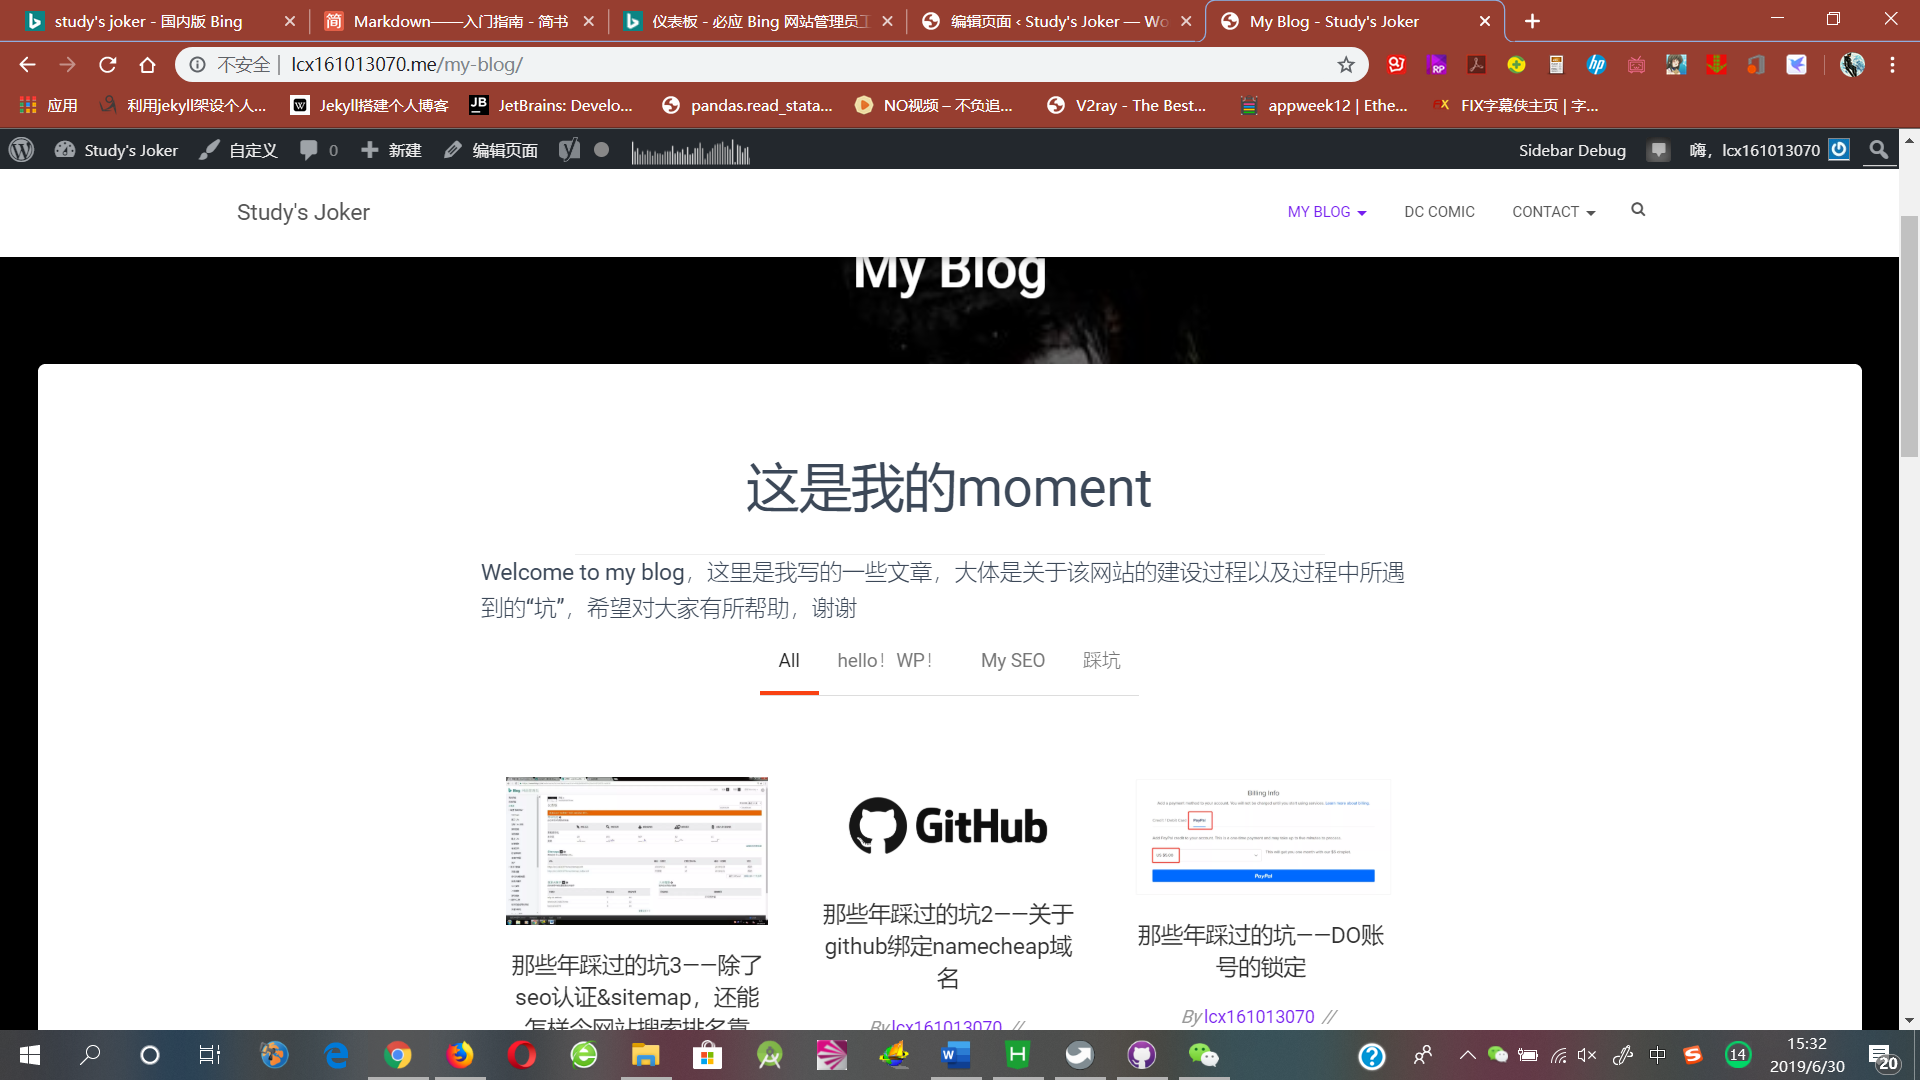 study's joker - 国内版 Bing
Markdown——入门指南 - 简书
仪表板 - 必应 Bing 网站管理员工
编辑页面 ‹ Study's Joker — Wo
My Blog - Study's Joker
不安全 | lcx161013070.me/my-blog/
应用
利用jekyll架设个人...
Jekyll搭建个人博客
JetBrains: Develo...
pandas.read_stata...
NO视频 – 不负追...
V2ray - The Best...
appweek12 | Ethe...
FIX字幕侠主页 | 字...
Study's Joker
自定义
0
新建
编辑页面
Sidebar Debug
嗨，lcx161013070
Study's Joker
MY BLOG
DC COMIC
CONTACT
My Blog
这是我的moment
Welcome to my blog，这里是我写的一些文章，大体是关于该网站的建设过程以及过程中所遇
到的“坑”，希望对大家有所帮助，谢谢
All
hello！WP！
My SEO
踩坑
GitHub
Billing Info
PayPal
PayPal
那些年踩过的坑3——除了
seo认证&sitemap，还能
怎样令网站搜索排名靠
那些年踩过的坑2——关于
github绑定namecheap域
名
By lcx161013070 //
那些年踩过的坑——DO账
号的锁定
By lcx161013070 //
中
14
15:32
2019/6/30
20